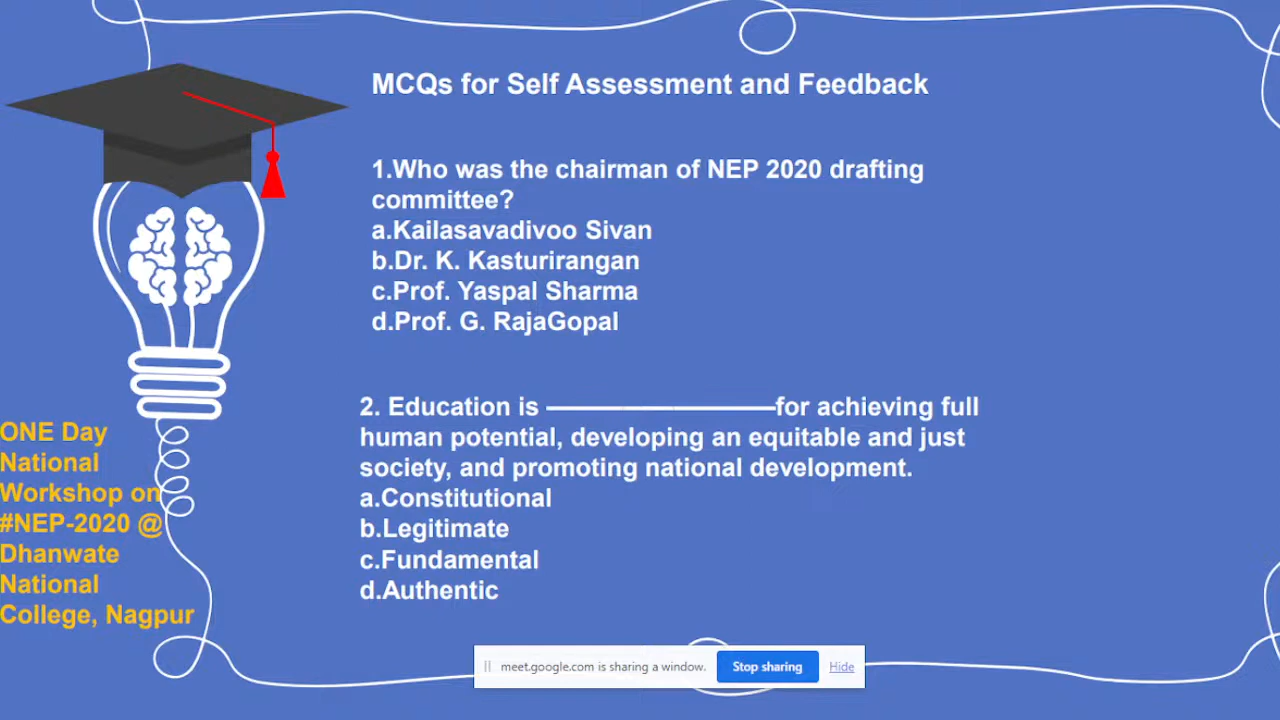 MCQs for Self Assessment and Feedback
1.Who was the chairman of NEP 2020 drafting
committee?
a.Kailasavadivoo Sivan
b.Dr. K. Kasturirangan
c.Prof. Yaspal Sharma
d.Prof. G. RajaGopal
2. Education is ————————for achieving full
human potential, developing an equitable and just
society, and promoting national development.
a.Constitutional
b.Legitimate
c.Fundamental
d.Authentic
ONE Day
National
Workshop on
#NEP-2020 @
Dhanwate
National
College, Nagpur
meet.google.com is sharing a window. Stop sharing Hide